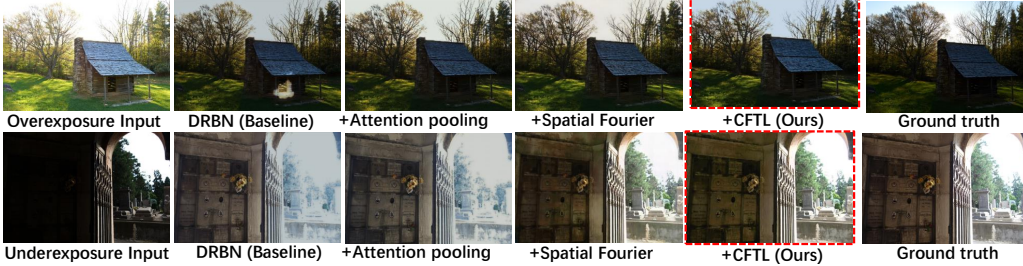 Overexposure Input DRBN (Baseline) +Attention pooling +Spatial Fourier +CFTL (Ours) Ground truth
Underexposure Input DRBN (Baseline) +Attention pooling +Spatial Fourier +CFTL (Ours) Ground truth